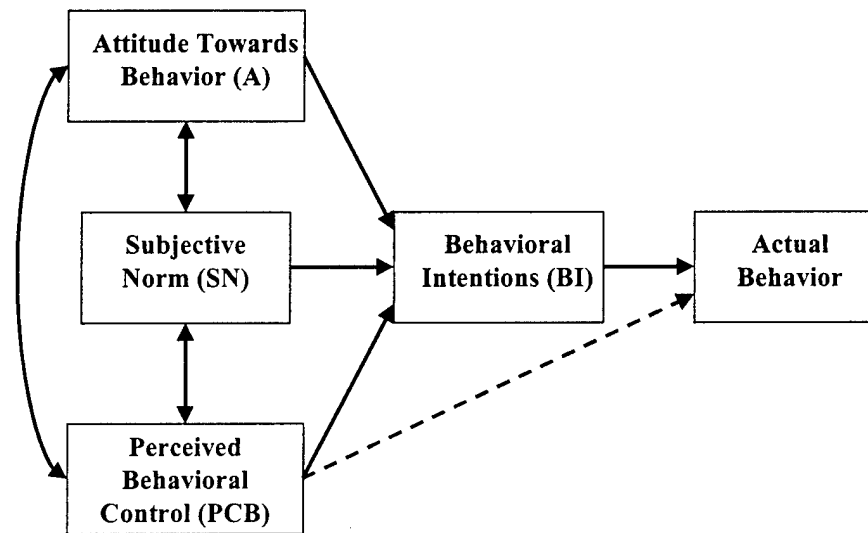 Attitude Towards
Behavior (A)
Subjective
Norm (SN)
Behavioral
Intentions (BI)
Actual
Behavior
Perceived
Behavioral
Control (PCB)